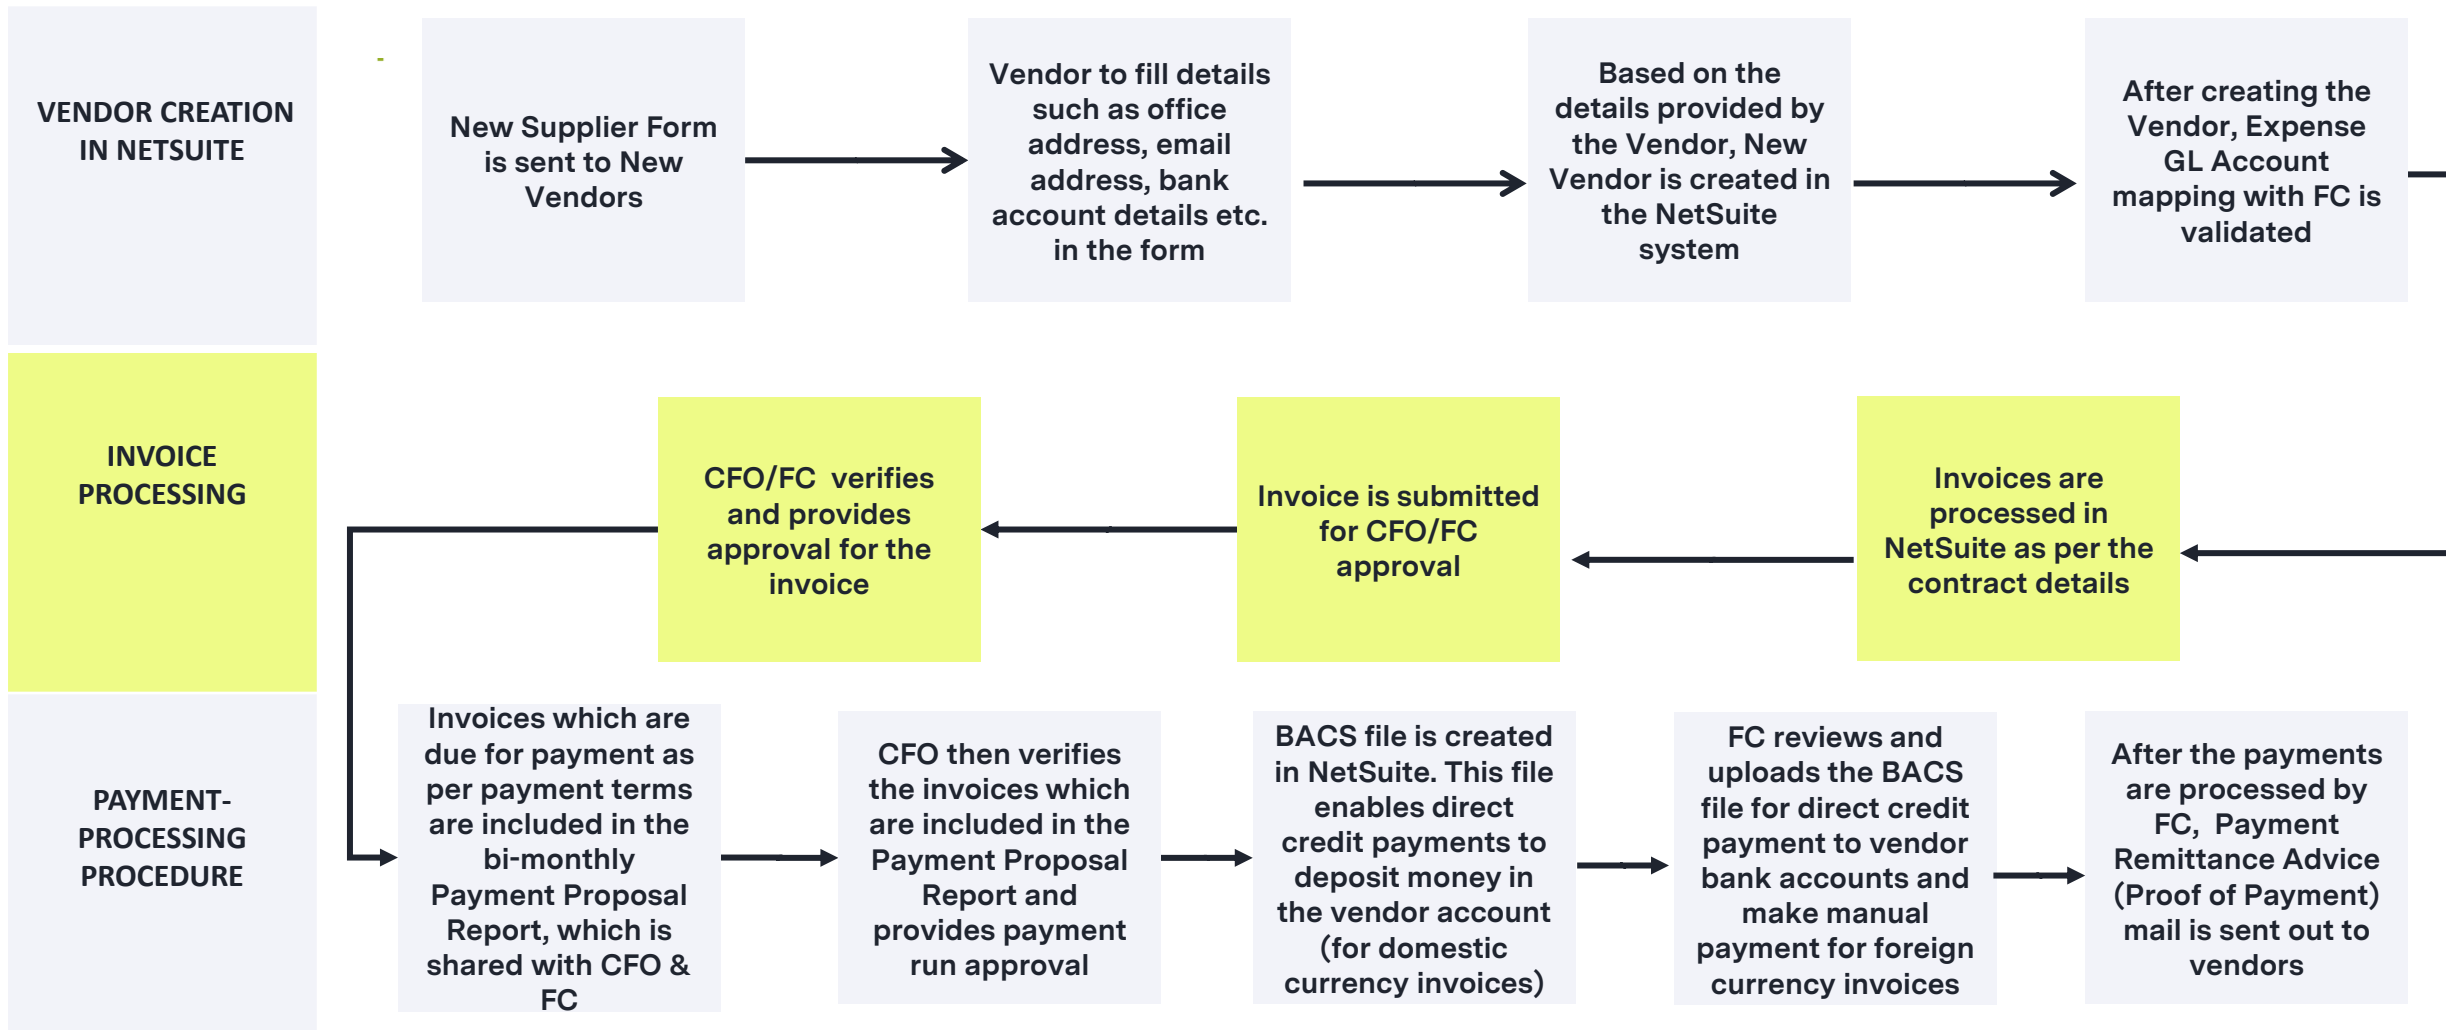 VENDOR CREATION
IN NETSUITE
-
New Supplier Form
is sent to New
Vendors
Vendor to fill details
such as office
address, email
address, bank
account details etc.
in the form
Based on the
details provided by
the Vendor, New
Vendor is created in
the NetSuite
system
After creating the
Vendor, Expense
GL Account
mapping with FC is
validated
INVOICE
PROCESSING
CFO/FC verifies
and provides
approval for the
invoice
Invoice is submitted
for CFO/FC
approval
Invoices are
processed in
NetSuite as per the
contract details
PAYMENT-
PROCESSING
PROCEDURE
Invoices which are
due for payment as
per payment terms
are included in the
bi-monthly
Payment Proposal
Report, which is
shared with CFO &
FC
CFO then verifies
the invoices which
are included in the
Payment Proposal
Report and
provides payment
run approval
BACS file is created
in NetSuite. This file
enables direct
credit payments to
deposit money in
the vendor account
(for domestic
currency invoices)
FC reviews and
uploads the BACS
file for direct credit
payment to vendor
bank accounts and
make manual
payment for foreign
currency invoices
After the payments
are processed by
FC, Payment
Remittance Advice
(Proof of Payment)
mail is sent out to
vendors